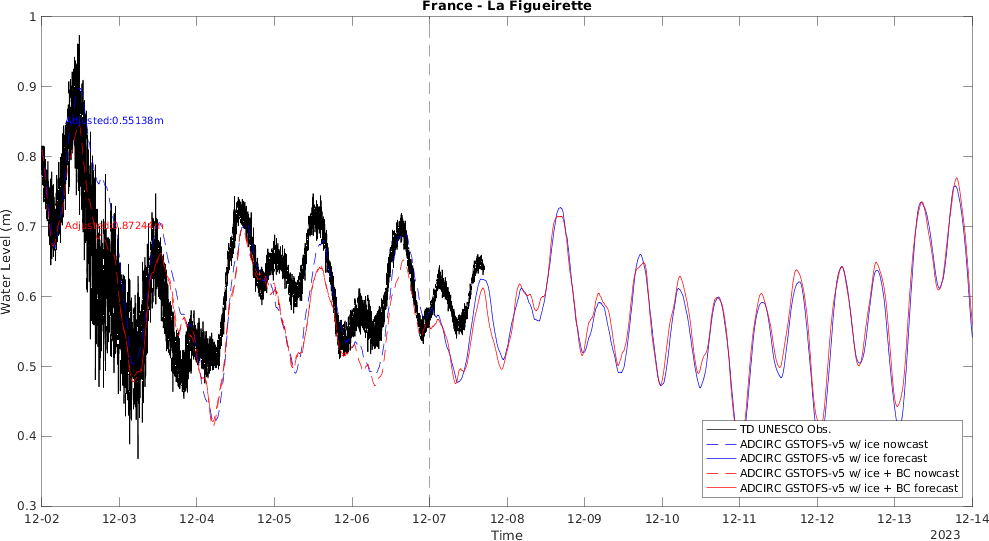 France - La Figueirette
1
0.9
0.8
0.7
0.6
0.5
0.4
0.3
Water Level (m)
Adjusted:0.55138m
TD UNESCO Obs.
ADCIRC GSTOFS-v5 w/ ice nowcast
ADCIRC GSTOFS-v5 w/ ice forecast
ADCIRC GSTOFS-v5 w/ ice + BC nowcast
ADCIRC GSTOFS-v5 w/ ice + BC forecast
12-02 12-03 12-04 12-05 12-06 12-07 12-08 12-09 12-10 12-11 12-12 12-13 12-14
Time
2023